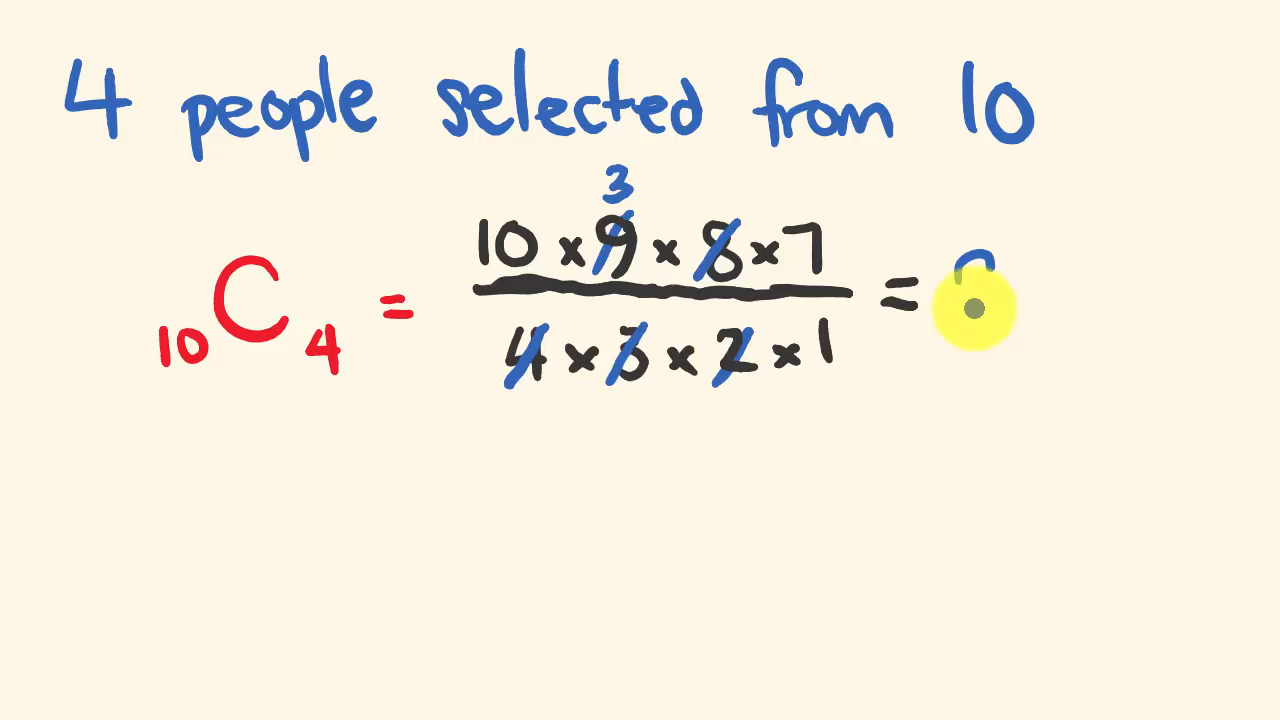 4 people selected from 10
3
10 × 9 × 8 × 7
10C4 = =
4 × 3 × 2 × 1